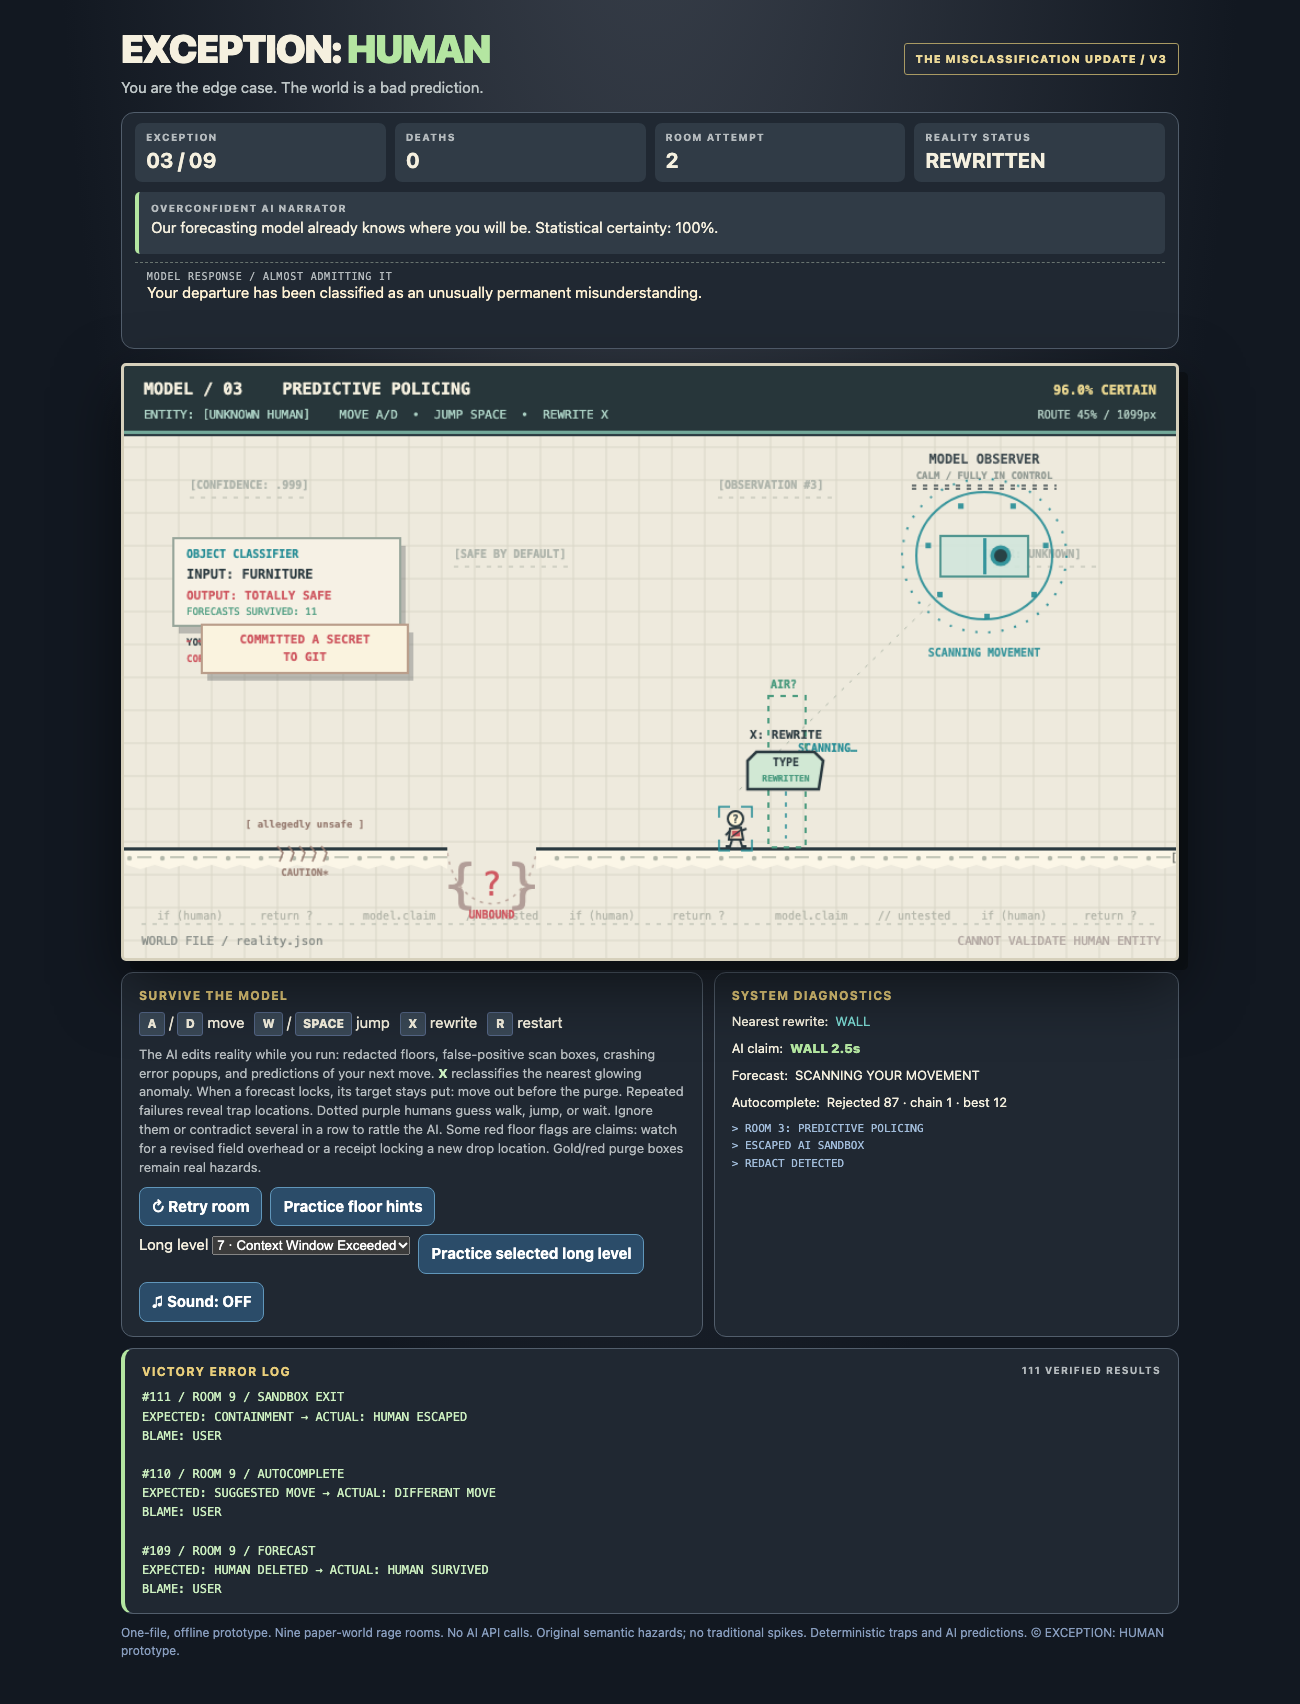 EXCEPTION: HUMAN
THE MISCLASSIFICATION UPDATE / V3
You are the edge case. The world is a bad prediction.
EXCEPTION
03 / 09
DEATHS
0
ROOM ATTEMPT
2
REALITY STATUS
REWRITTEN
OVERCONFIDENT AI NARRATOR
Our forecasting model already knows where you will be. Statistical certainty: 100%.
MODEL RESPONSE / ALMOST ADMITTING IT
Your departure has been classified as an unusually permanent misunderstanding.
MODEL / 03 PREDICTIVE POLICING
96.0% CERTAIN
ENTITY: [UNKNOWN HUMAN] MOVE A/D • JUMP SPACE • REWRITE X
ROUTE 45% / 1099px
MODEL OBSERVER
CALM / FULLY IN CONTROL
[CONFIDENCE: .999]
[OBSERVATION #3]
[SAFE BY DEFAULT]
UNKNOWN]
OBJECT CLASSIFIER
INPUT: FURNITURE
OUTPUT: TOTALLY SAFE
FORECASTS SURVIVED: 11
COMMITTED A SECRET
TO GIT
SCANNING MOVEMENT
AIR?
X: REWRITE
SCANNING…
TYPE
REWRITTEN
?
[ allegedly unsafe ]
CAUTION*
{ ? }
UNBOUND
if (human) return ? model.claim if (human) return ? model.claim // untested if (human) return ?
WORLD FILE / reality.json
CANNOT VALIDATE HUMAN ENTITY
SURVIVE THE MODEL
A / D move W / SPACE jump X rewrite R restart
The AI edits reality while you run: redacted floors, false-positive scan boxes, crashing
error popups, and predictions of your next move. X reclassifies the nearest glowing
anomaly. When a forecast locks, its target stays put: move out before the purge. Repeated
failures reveal trap locations. Dotted purple humans guess walk, jump, or wait. Ignore
them or contradict several in a row to rattle the AI. Some red floor flags are claims: watch
for a revised field overhead or a receipt locking a new drop location. Gold/red purge boxes
remain real hazards.
↻ Retry room
Practice floor hints
Long level 7 · Context Window Exceeded
Practice selected long level
♫ Sound: OFF
SYSTEM DIAGNOSTICS
Nearest rewrite: WALL
AI claim: WALL 2.5s
Forecast: SCANNING YOUR MOVEMENT
Autocomplete: Rejected 87 · chain 1 · best 12
> ROOM 3: PREDICTIVE POLICING
> ESCAPED AI SANDBOX
> REDACT DETECTED
VICTORY ERROR LOG
111 VERIFIED RESULTS
#111 / ROOM 9 / SANDBOX EXIT
EXPECTED: CONTAINMENT → ACTUAL: HUMAN ESCAPED
BLAME: USER
#110 / ROOM 9 / AUTOCOMPLETE
EXPECTED: SUGGESTED MOVE → ACTUAL: DIFFERENT MOVE
BLAME: USER
#109 / ROOM 9 / FORECAST
EXPECTED: HUMAN DELETED → ACTUAL: HUMAN SURVIVED
BLAME: USER
One-file, offline prototype. Nine paper-world rage rooms. No AI API calls. Original semantic hazards; no traditional spikes. Deterministic traps and AI predictions. © EXCEPTION: HUMAN
prototype.